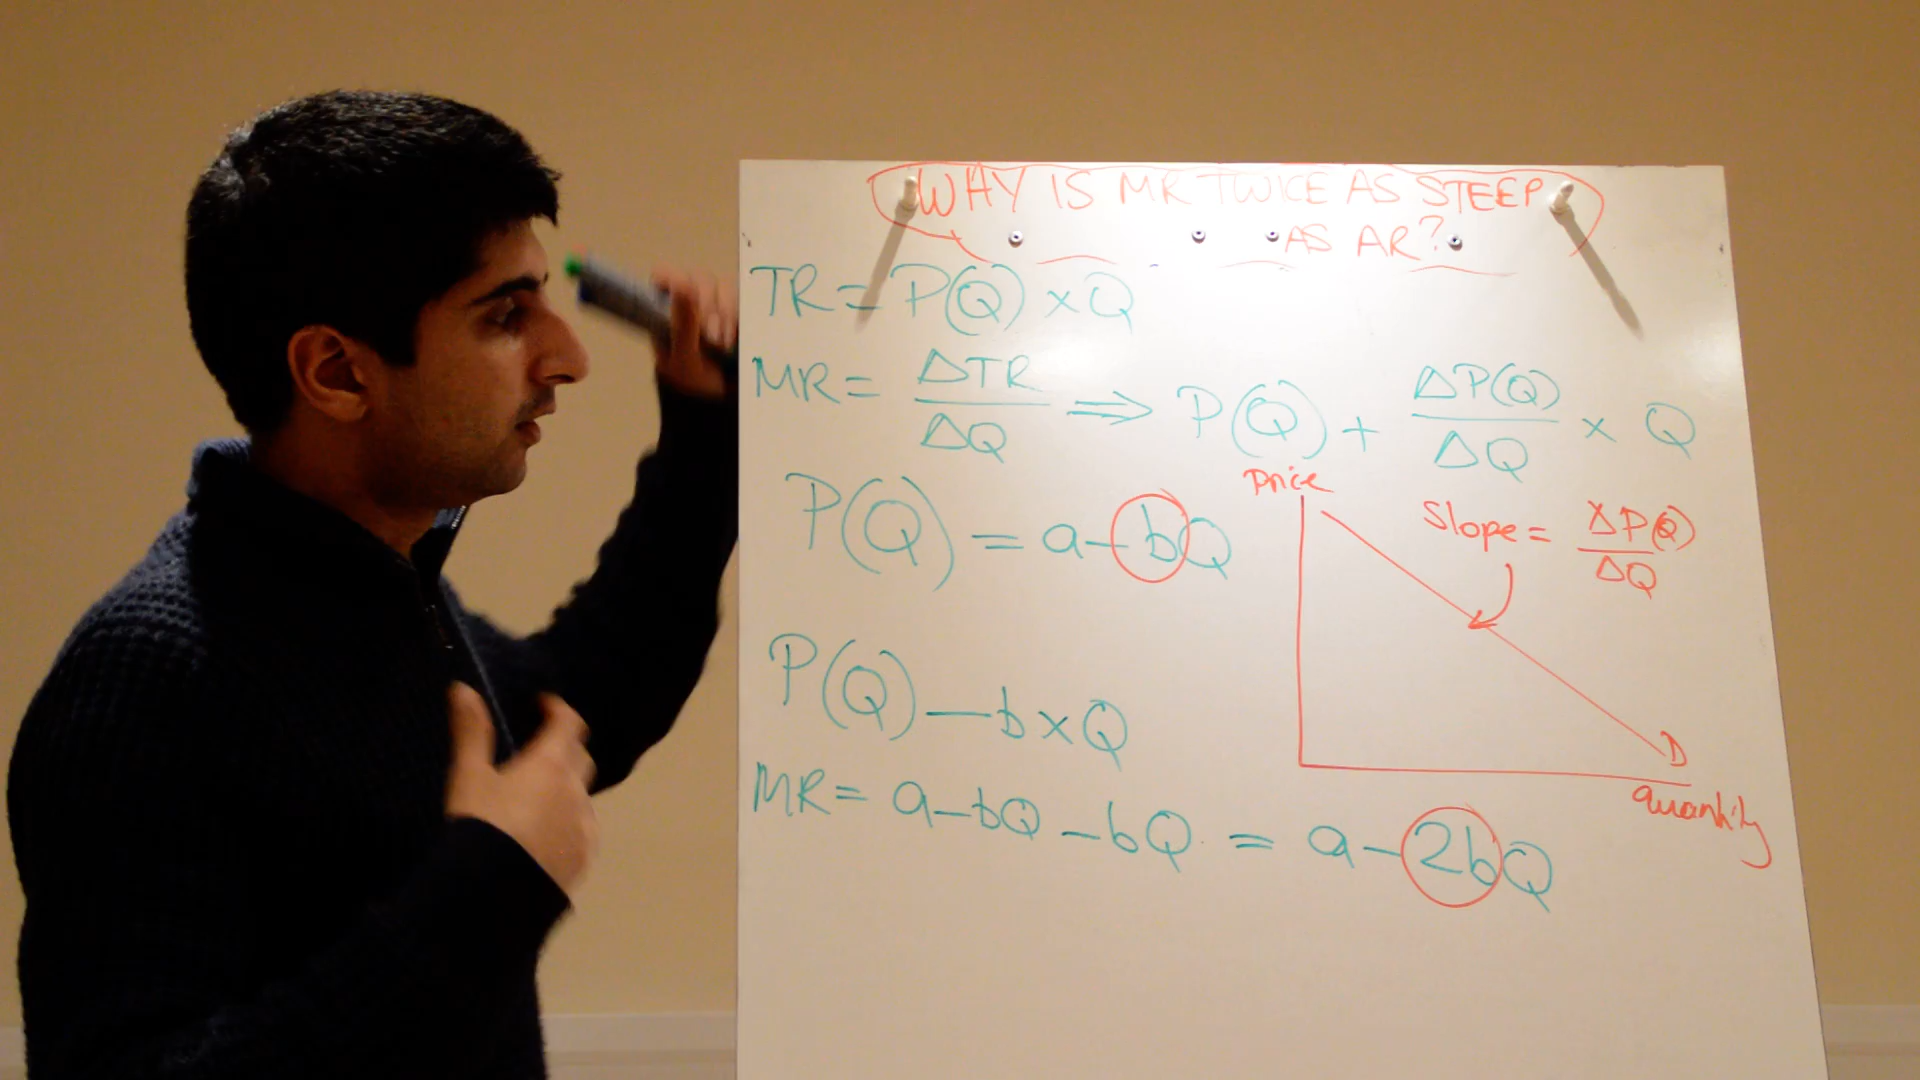 WHY IS MR TWICE AS STEEP
AS AR?
TR = P(Q) × Q
MR = ΔTR/ΔQ ⇒ P(Q) + ΔP(Q)/ΔQ × Q
P(Q) = a - bQ
Price
Slope = ΔP(Q)/ΔQ
D
Quantity
P(Q) - b × Q
MR = a - bQ - bQ = a - 2bQ